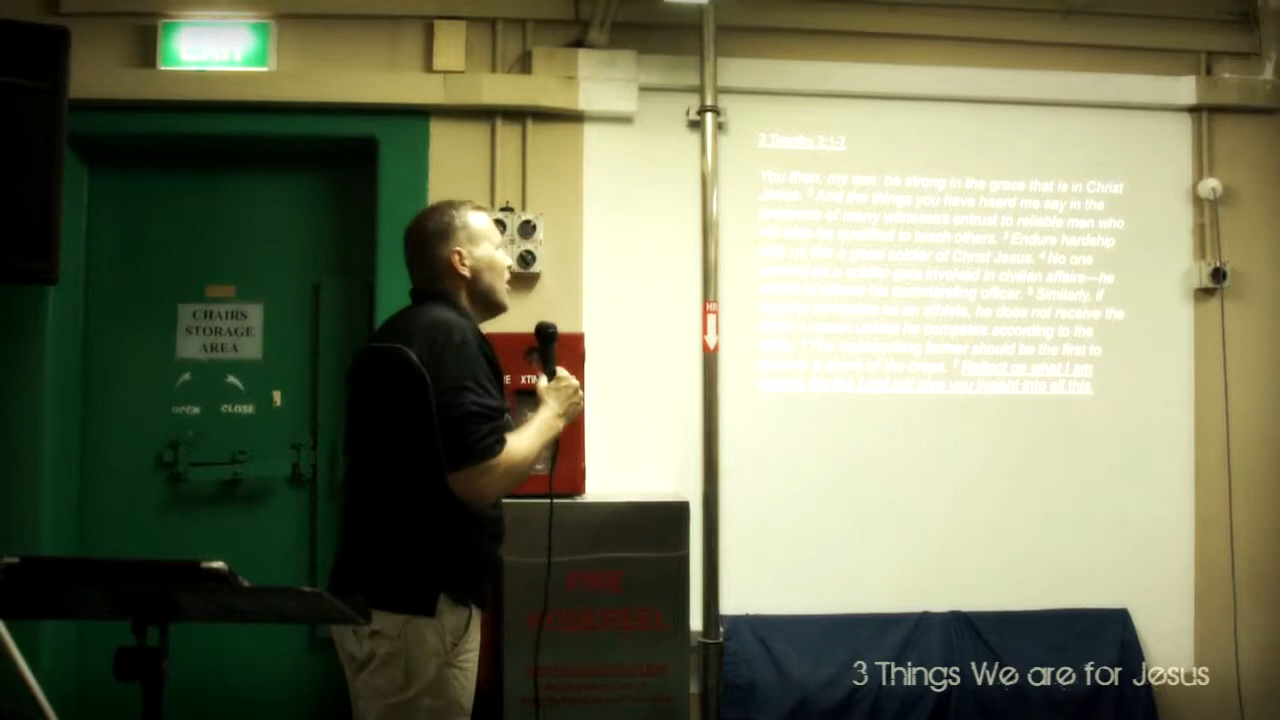 EXIT
CHAIRS
STORAGE
AREA
OPEN CLOSE
HR
FIRE
HOSEREEL
2 Timothy 2:1-7
You then, my son, be strong in the grace that is in Christ
Jesus. 2 And the things you have heard me say in the
presence of many witnesses entrust to reliable men who
will also be qualified to teach others. 3 Endure hardship
with us like a good soldier of Christ Jesus. 4 No one
serving as a soldier gets involved in civilian affairs—he
wants to please his commanding officer. 5 Similarly, if
anyone competes as an athlete, he does not receive the
victor's crown unless he competes according to the
rules. 6 The hardworking farmer should be the first to
receive a share of the crops. 7 Reflect on what I am
saying, for the Lord will give you insight into all this.
3 Things We are for Jesus